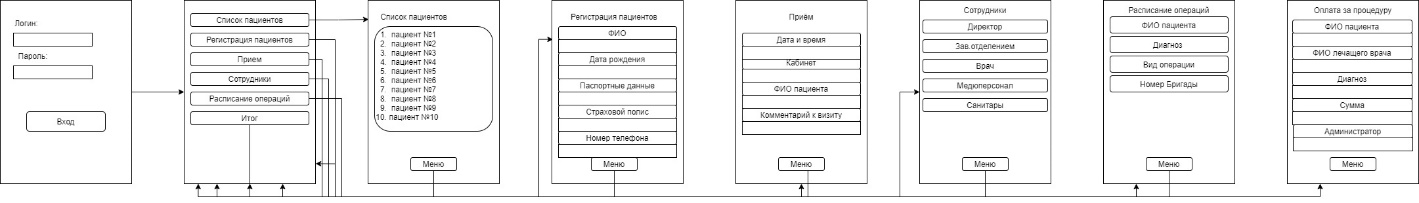 Логин:
Пароль:
Вход
Список пациентов
Регистрация пациентов
Прием
Сотрудники
Расписание операций
Итог
Список пациентов
1. пациент №1
2. пациент №2
3. пациент №3
4. пациент №4
5. пациент №5
6. пациент №6
7. пациент №7
8. пациент №8
9. пациент №9
10. пациент №10
Меню
Регистрация пациентов
ФИО
Дата рождения
Паспортные данные
Страховой полис
Номер телефона
Меню
Приём
Дата и время
Кабинет
ФИО пациента
Комментарий к визиту
Меню
Сотрудники
Директор
Зав.отделением
Врач
Медюперсонал
Санитары
Меню
Расписание операций
ФИО пациента
Диагноз
Вид операции
Номер Бригады
Меню
Оплата за процедуру
ФИО пациента
ФИО лечащего врача
Диагноз
Сумма
Администратор
Меню